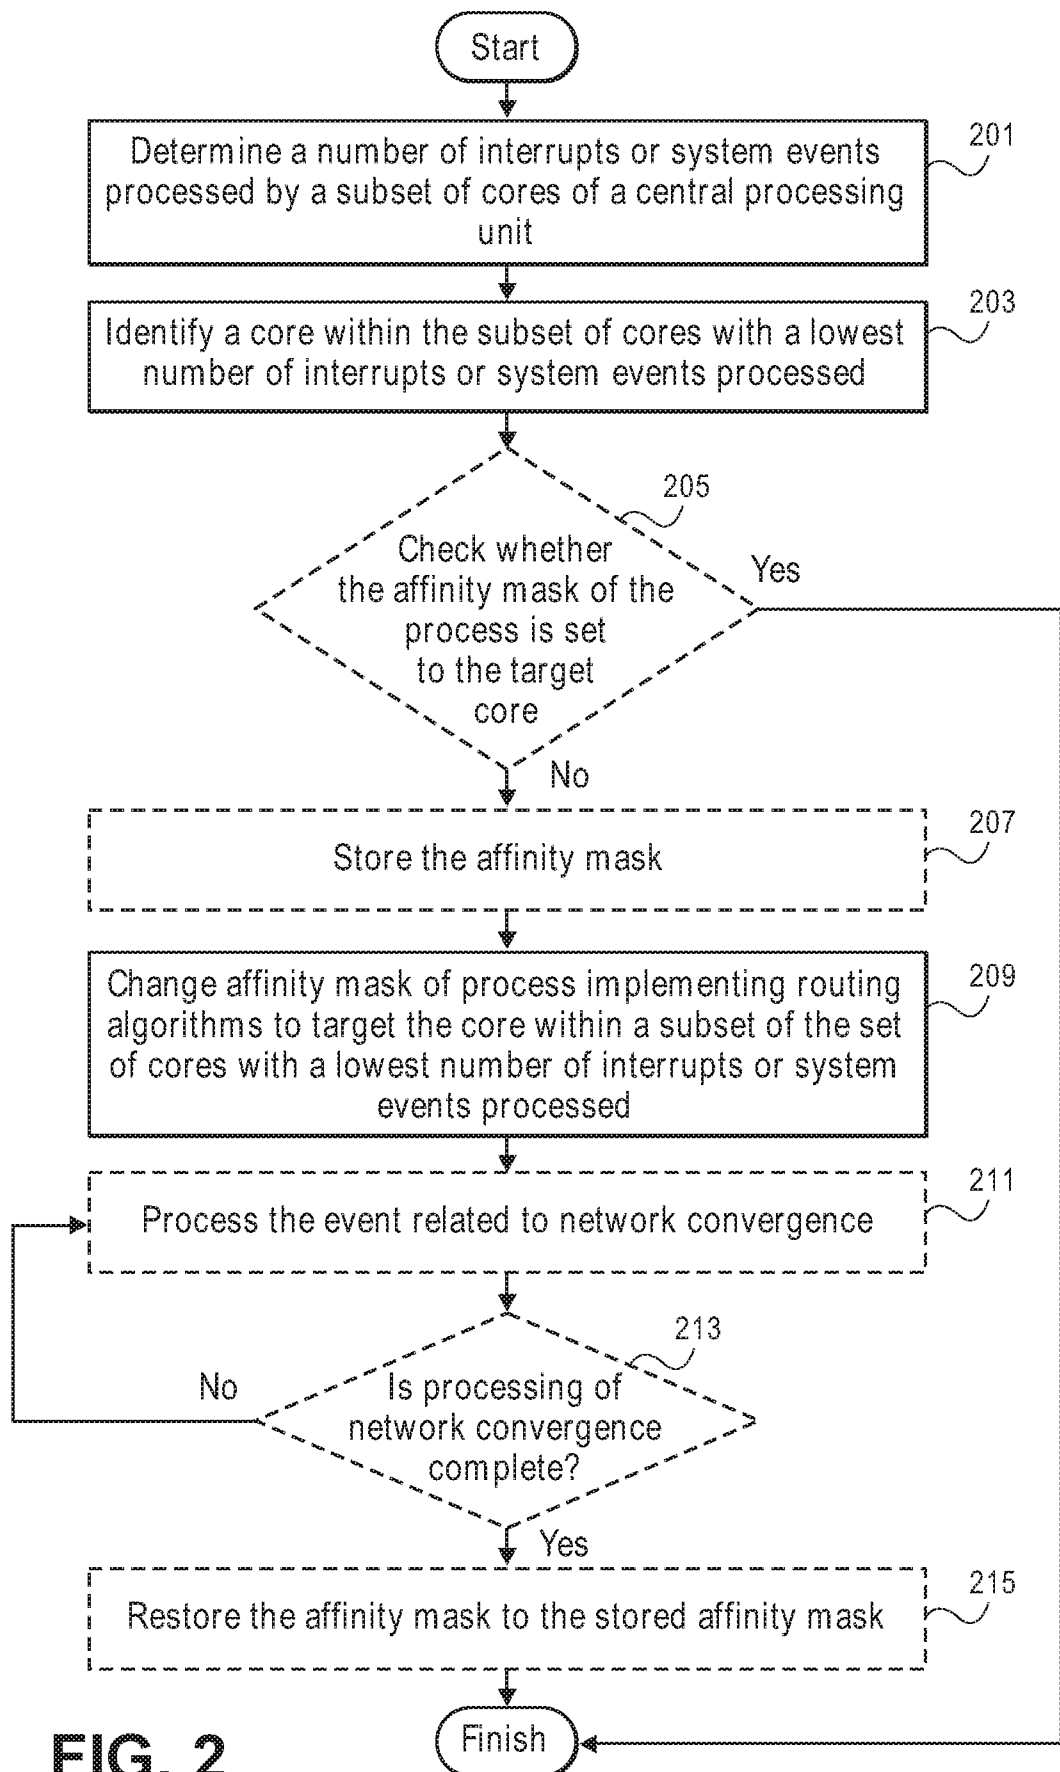 Start
201
Determine a number of interrupts or system events
processed by a subset of cores of a central processing
unit
203
Identify a core within the subset of cores with a lowest
number of interrupts or system events processed
205
Check whether
the affinity mask of the
process is set
to the target
core
Yes
No
207
Store the affinity mask
209
Change affinity mask of process implementing routing
algorithms to target the core within a subset of the set
of cores with a lowest number of interrupts or system
events processed
211
Process the event related to network convergence
213
No
Is processing of
network convergence
complete?
Yes
215
Restore the affinity mask to the stored affinity mask
Finish
FIG. 2